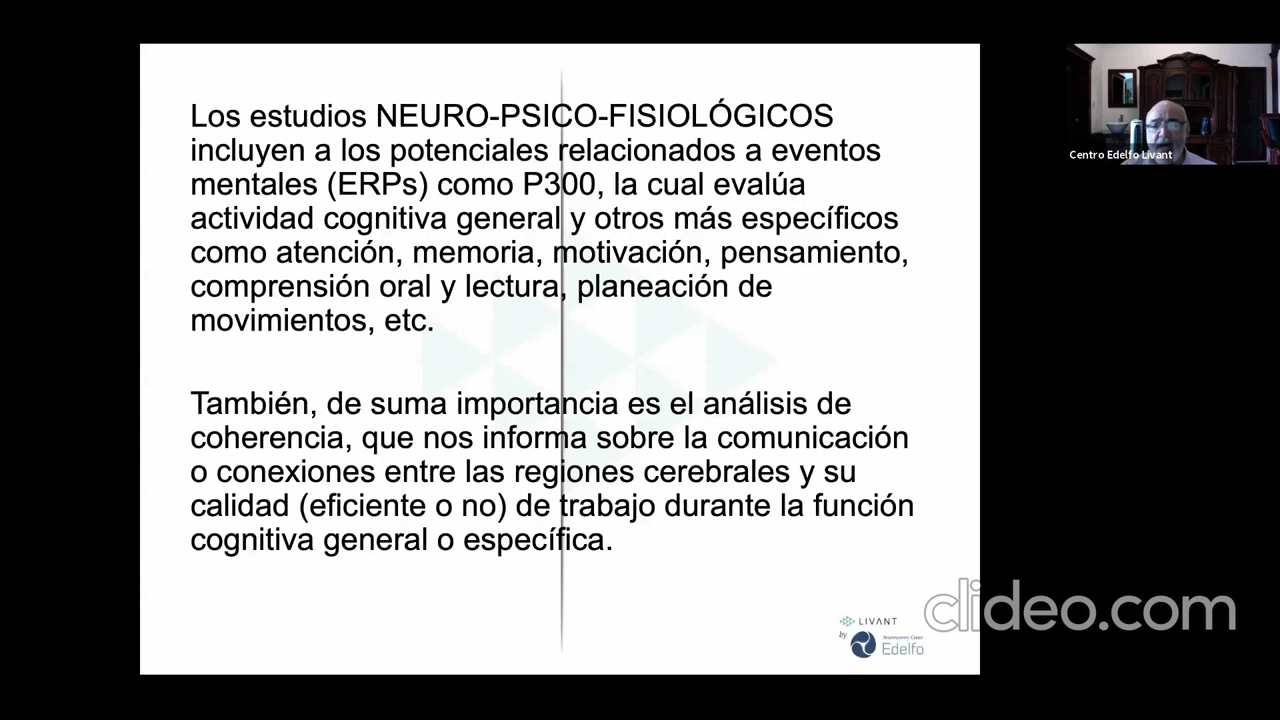 Los estudios NEURO-PSICO-FISIOLÓGICOS
incluyen a los potenciales relacionados a eventos
mentales (ERPs) como P300, la cual evalúa
actividad cognitiva general y otros más específicos
como atención, memoria, motivación, pensamiento,
comprensión oral y lectura, planeación de
movimientos, etc.
También, de suma importancia es el análisis de
coherencia, que nos informa sobre la comunicación
o conexiones entre las regiones cerebrales y su
calidad (eficiente o no) de trabajo durante la función
cognitiva general o específica.
Centro Edelfo Livant
clideo.com
LIVANT
by
Edelfo